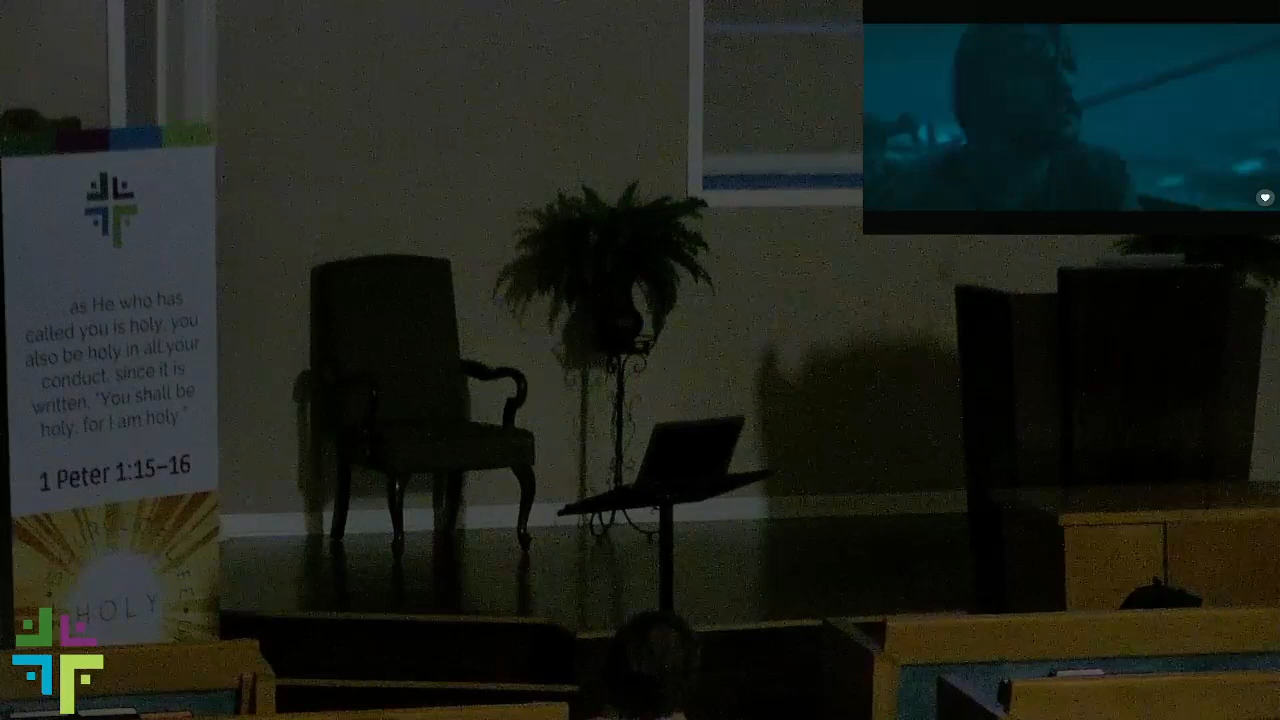 as He who has
called you is holy, you
also be holy in all your
conduct, since it is
written, "You shall be
holy, for I am holy."
1 Peter 1:15–16
HOLY